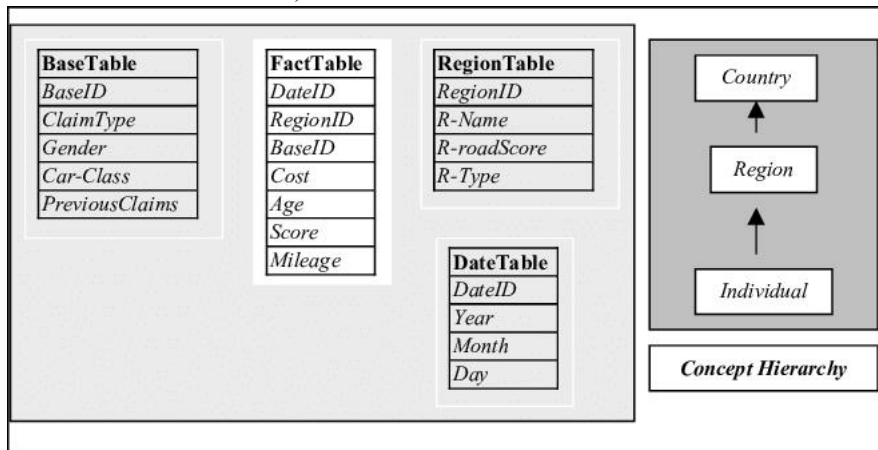 BaseTable
BaseID
ClaimType
Gender
Car-Class
PreviousClaims
FactTable
DateID
RegionID
BaseID
Cost
Age
Score
Mileage
RegionTable
RegionID
R-Name
R-roadScore
R-Type
DateTable
DateID
Year
Month
Day
Country
Region
Individual
Concept Hierarchy